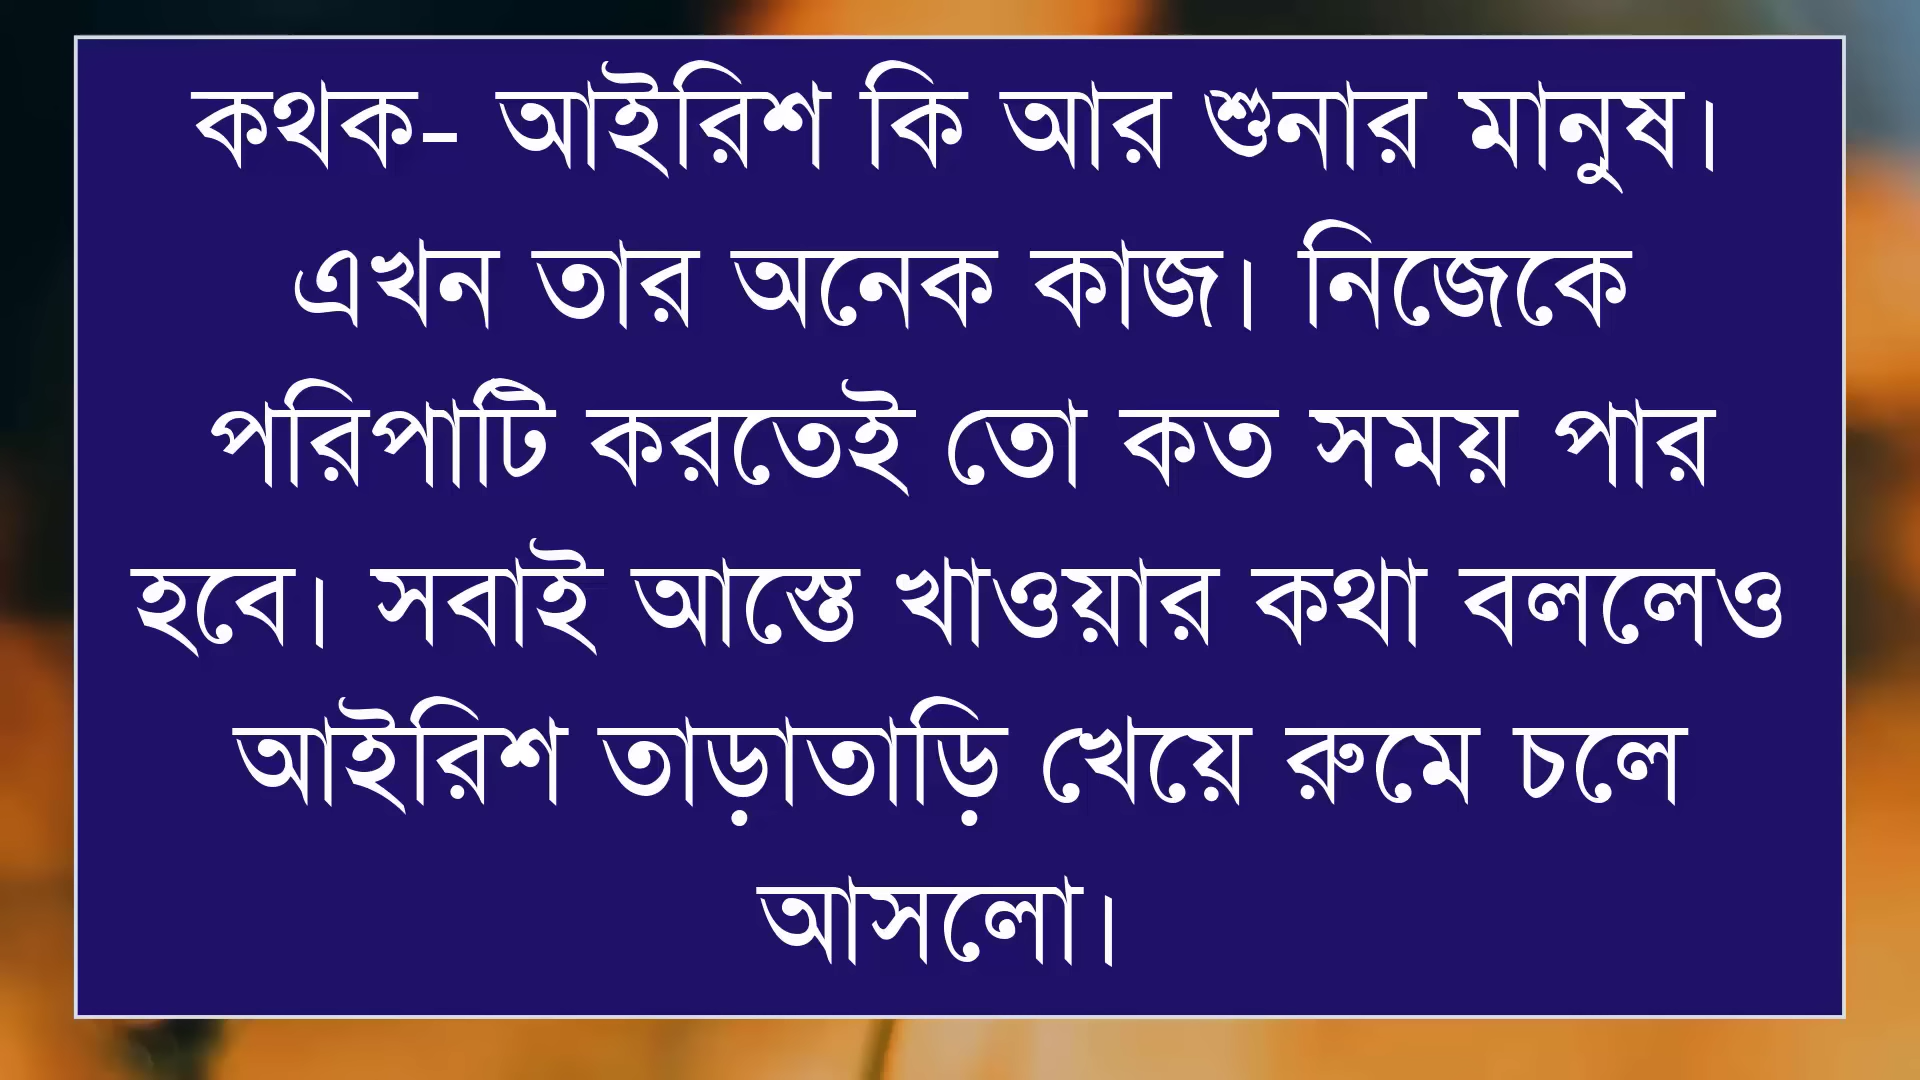 কথক- আইরিশ কি আর শুনার মানুষ।
এখন তার অনেক কাজ। নিজেকে
পরিপাটি করতেই তো কত সময় পার
হবে। সবাই আস্তে খাওয়ার কথা বললেও
আইরিশ তাড়াতাড়ি খেয়ে রুমে চলে
আসলো।